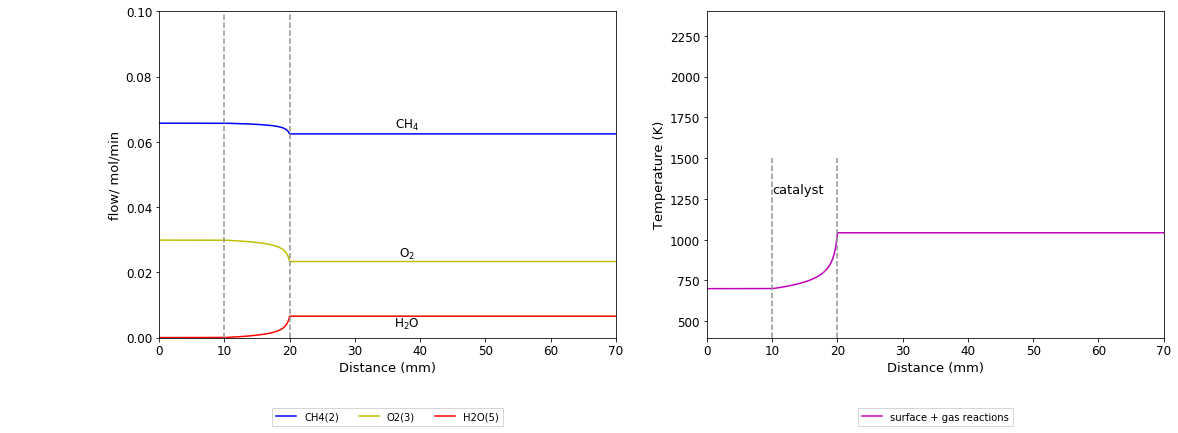 0.10
0.08
0.06
0.04
0.02
0.00
flow/ mol/min
CH₄
O₂
H₂O
0 10 20 30 40 50 60 70
Distance (mm)
CH4(2) O2(3) H2O(5)
2250
2000
1750
1500
1250
1000
750
500
Temperature (K)
catalyst
0 10 20 30 40 50 60 70
Distance (mm)
surface + gas reactions